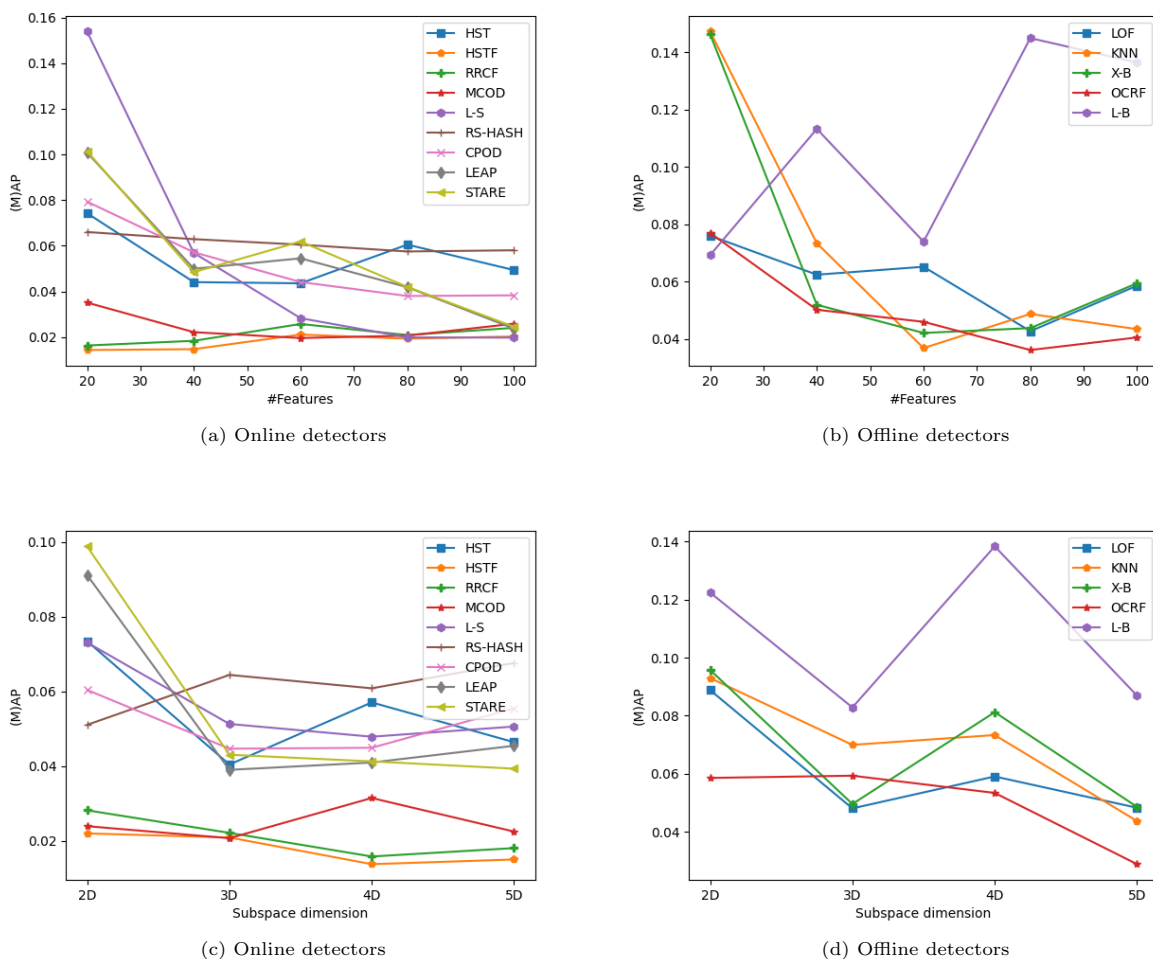 0.16
0.14
0.12
0.10
0.08
0.06
0.04
0.02
(M)AP
HST
HSTF
RRCF
MCOD
L-S
RS-HASH
CPOD
LEAP
STARE
20 30 40 50 60 70 80 90 100
#Features
(a) Online detectors
0.14
0.12
0.10
0.08
0.06
0.04
(M)AP
LOF
KNN
X-B
OCRF
L-B
20 30 40 50 60 70 80 90 100
#Features
(b) Offline detectors
0.10
0.08
0.06
0.04
0.02
(M)AP
HST
HSTF
RRCF
MCOD
L-S
RS-HASH
CPOD
LEAP
STARE
2D 3D 4D 5D
Subspace dimension
(c) Online detectors
0.14
0.12
0.10
0.08
0.06
0.04
(M)AP
LOF
KNN
X-B
OCRF
L-B
2D 3D 4D 5D
Subspace dimension
(d) Offline detectors